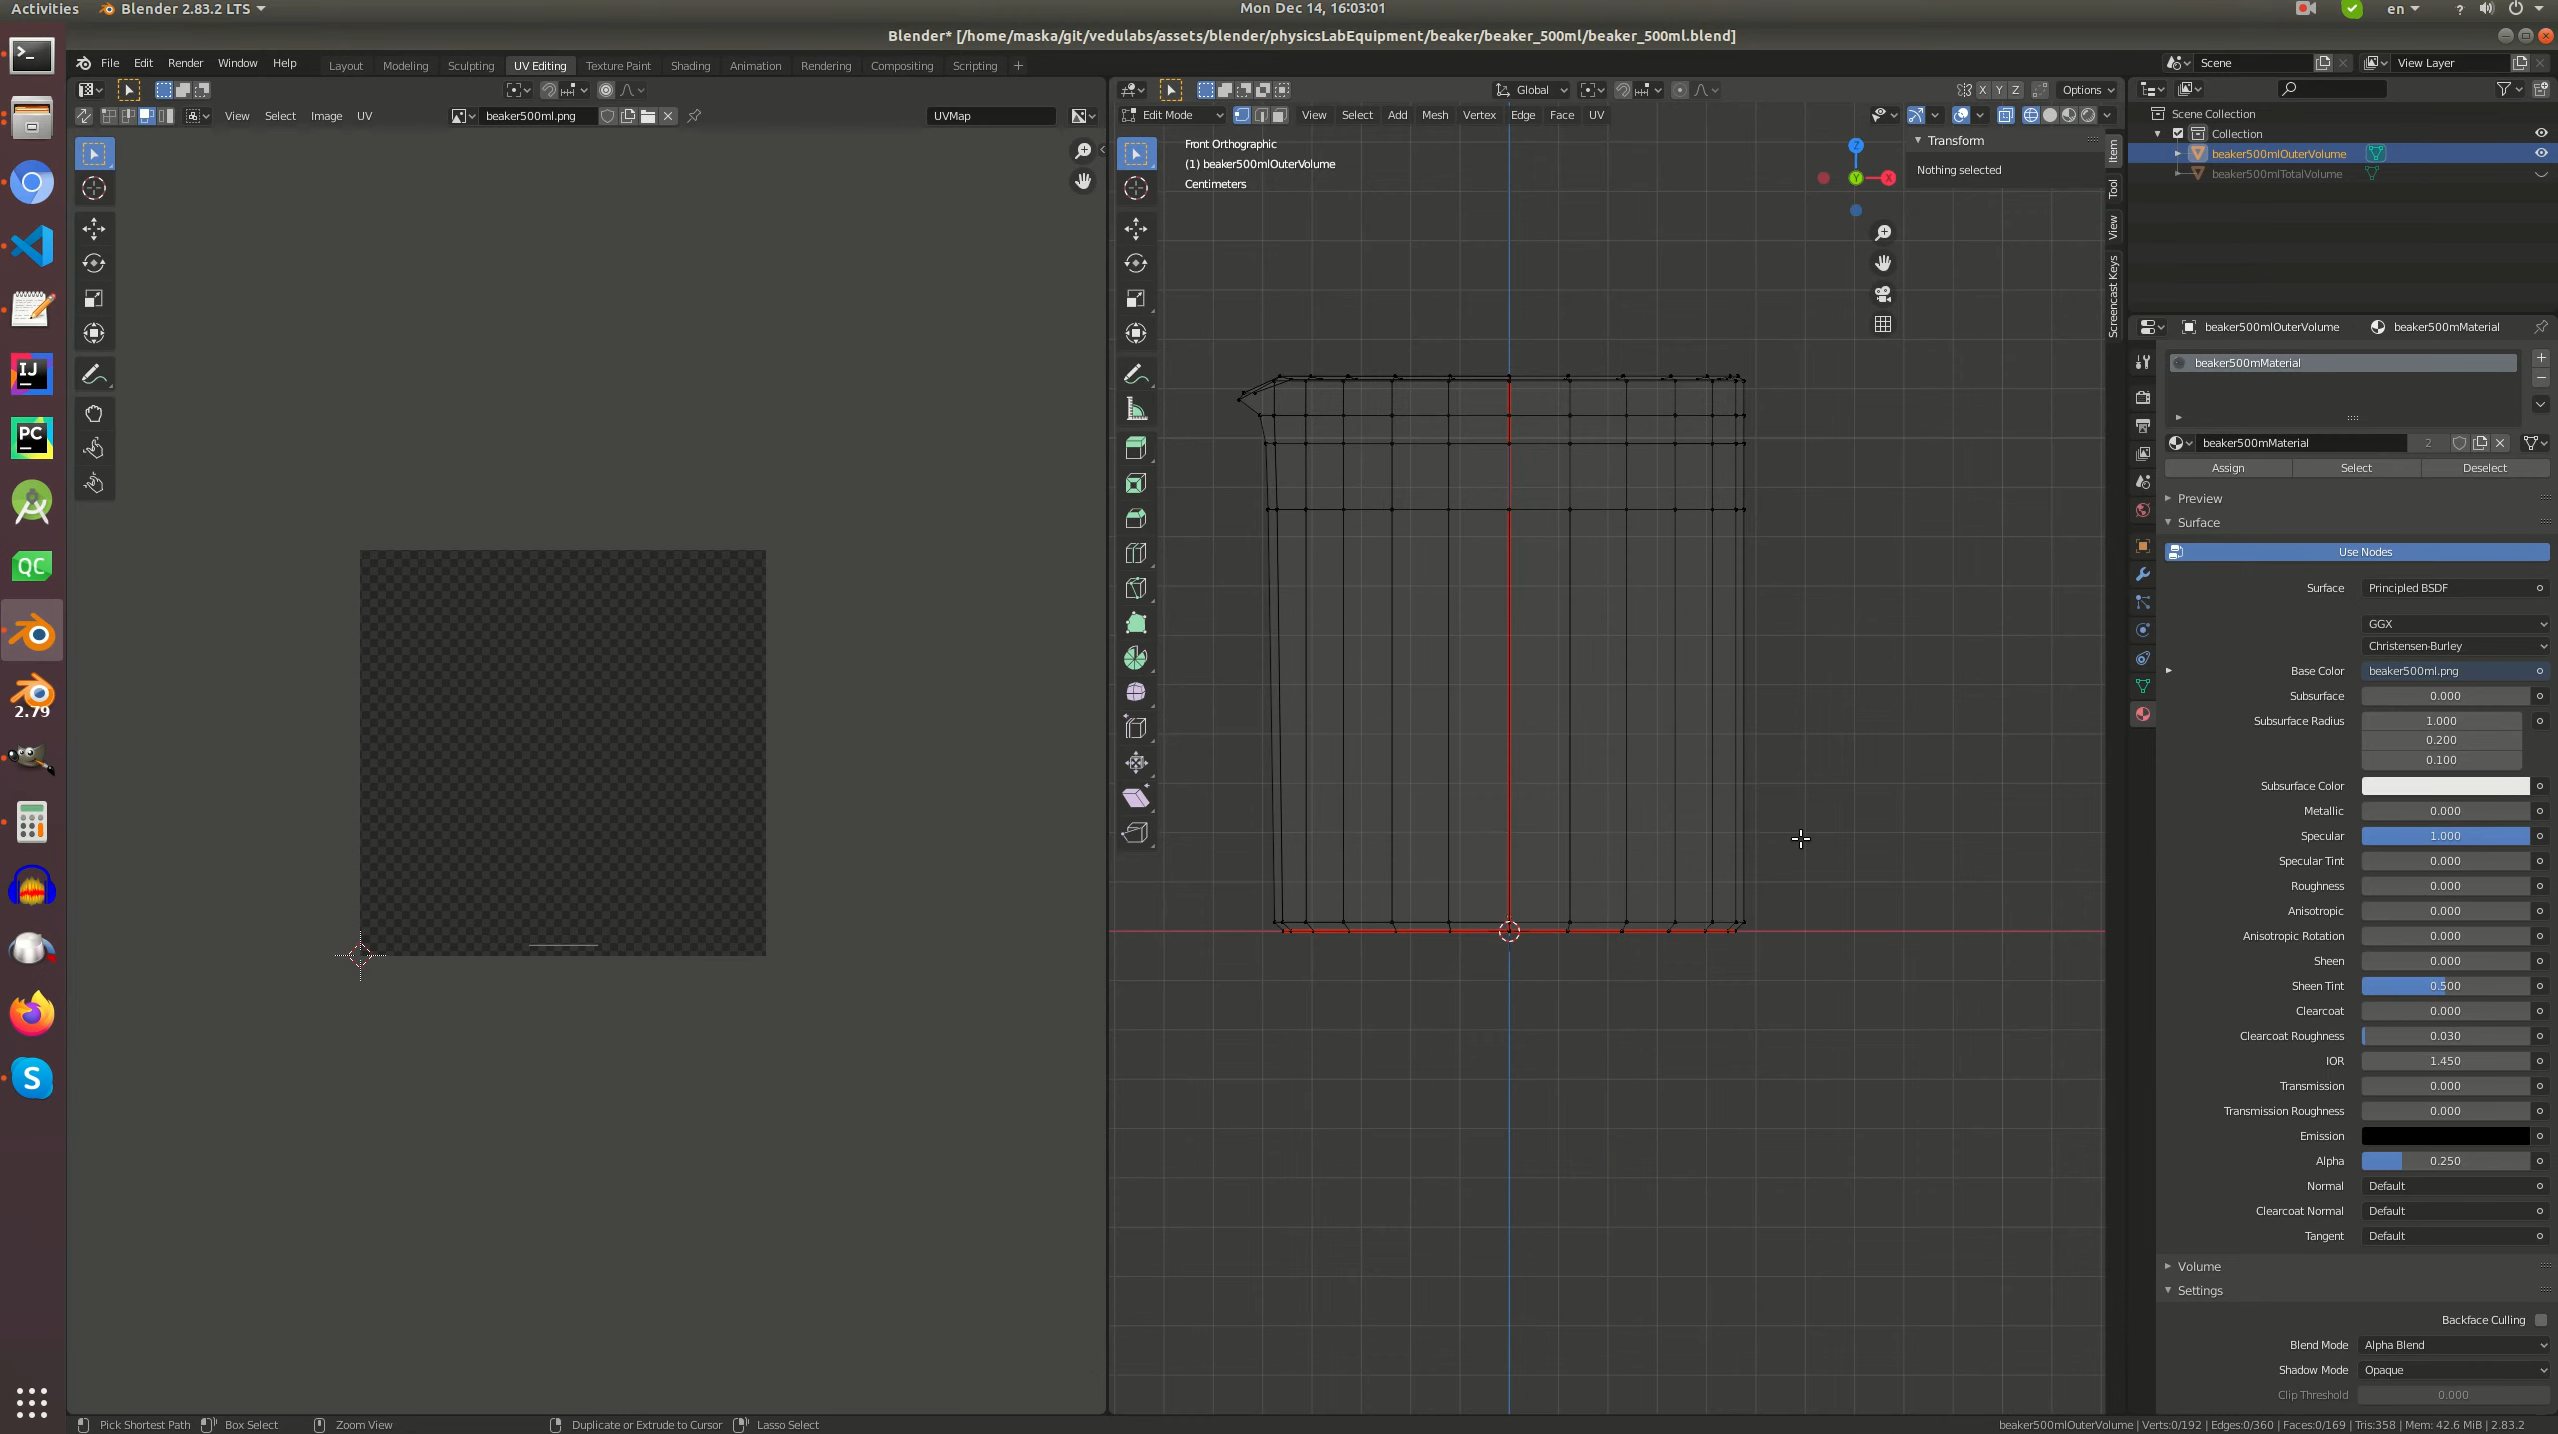 Activities
Blender 2.83.2 LTS
Mon Dec 14, 16:03:01
en
Blender* [/home/maska/git/vedulabs/assets/blender/physicsLabEquipment/beaker/beaker_500ml/beaker_500ml.blend]
File Edit Render Window Help
Layout Modeling Sculpting UV Editing Texture Paint Shading Animation Rendering Compositing Scripting
Scene
View Layer
Global
X Y Z
Options
View Select Image UV
beaker500ml.png
UVMap
Edit Mode
View Select Add Mesh Vertex Edge Face UV
Scene Collection
Collection
beaker500mlOuterVolume
beaker500mlTotalVolume
Front Orthographic
(1) beaker500mlOuterVolume
Centimeters
Z
Y
X
Transform
Nothing selected
Item
Tool
View
Screencast Keys
beaker500mlOuterVolume
beaker500mMaterial
beaker500mMaterial
beaker500mMaterial
2
Assign Select Deselect
Preview
Surface
Use Nodes
Surface Principled BSDF
GGX
Christensen-Burley
Base Color beaker500ml.png
Subsurface 0.000
Subsurface Radius 1.000
0.200
0.100
Subsurface Color
Metallic 0.000
Specular 1.000
Specular Tint 0.000
Roughness 0.000
Anisotropic 0.000
Anisotropic Rotation 0.000
Sheen 0.000
Sheen Tint 0.500
Clearcoat 0.000
Clearcoat Roughness 0.030
IOR 1.450
Transmission 0.000
Transmission Roughness 0.000
Emission
Alpha 0.250
Normal Default
Clearcoat Normal Default
Tangent Default
Volume
Settings
Backface Culling
Blend Mode Alpha Blend
Shadow Mode Opaque
Clip Threshold 0.000
IJ
PC
QC
2.79
S
Pick Shortest Path
Box Select
Zoom View
Duplicate or Extrude to Cursor
Lasso Select
beaker500mlOuterVolume | Verts:0/192 | Edges:0/360 | Faces:0/169 | Tris:358 | Mem: 42.6 MiB | 2.83.2